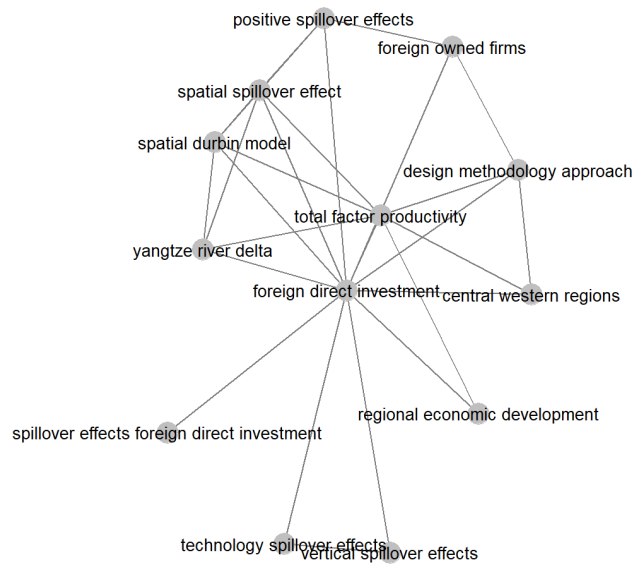 positive spillover effects
foreign owned firms
spatial spillover effect
spatial durbin model
design methodology approach
total factor productivity
yangtze river delta
foreign direct investment
central western regions
regional economic development
spillover effects foreign direct investment
technology spillover effects
vertical spillover effects